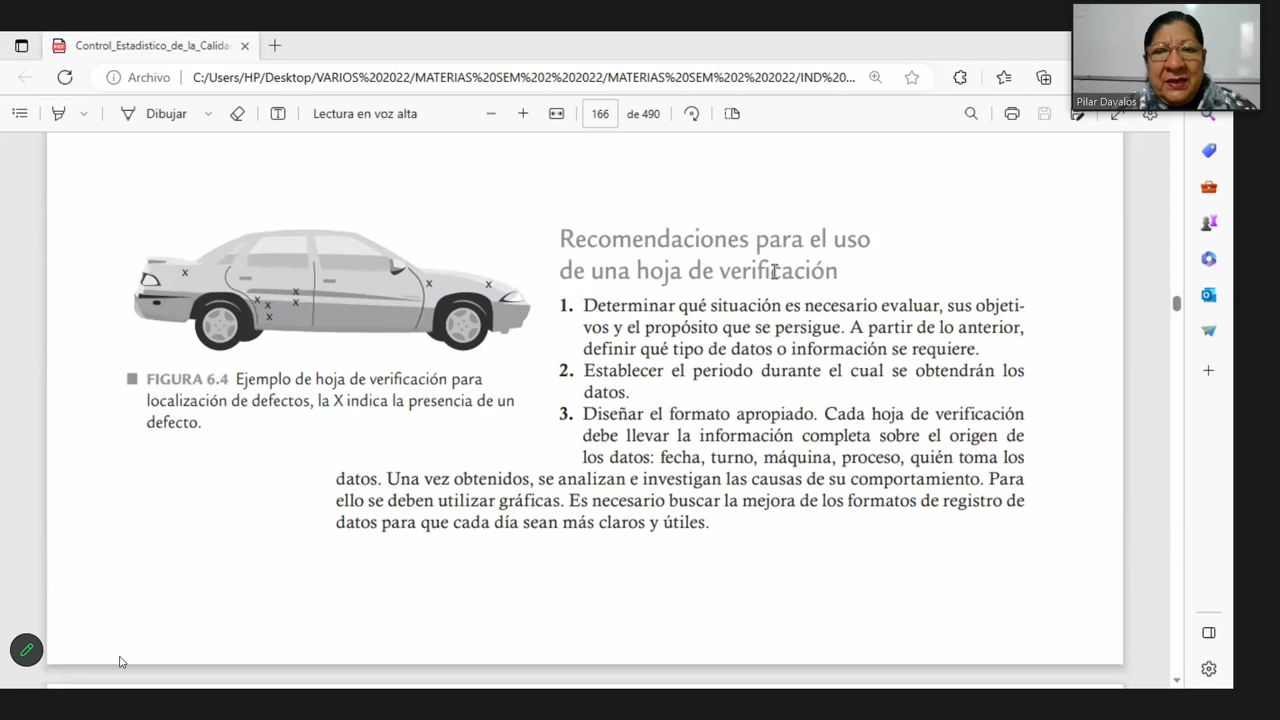 Control_Estadistico_de_la_Calida
Archivo
C:/Users/HP/Desktop/VARIOS%202022/MATERIAS%20SEM%202%202022/MATERIAS%20SEM%202%202022/IND%20...
Dibujar
Lectura en voz alta
166 de 490
Pilar Davalos
x x x x x x x x x
FIGURA 6.4 Ejemplo de hoja de verificación para
localización de defectos, la X indica la presencia de un
defecto.
Recomendaciones para el uso
de una hoja de verificación
1. Determinar qué situación es necesario evaluar, sus objeti-
vos y el propósito que se persigue. A partir de lo anterior,
definir qué tipo de datos o información se requiere.
2. Establecer el periodo durante el cual se obtendrán los
datos.
3. Diseñar el formato apropiado. Cada hoja de verificación
debe llevar la información completa sobre el origen de
los datos: fecha, turno, máquina, proceso, quién toma los
datos. Una vez obtenidos, se analizan e investigan las causas de su comportamiento. Para
ello se deben utilizar gráficas. Es necesario buscar la mejora de los formatos de registro de
datos para que cada día sean más claros y útiles.